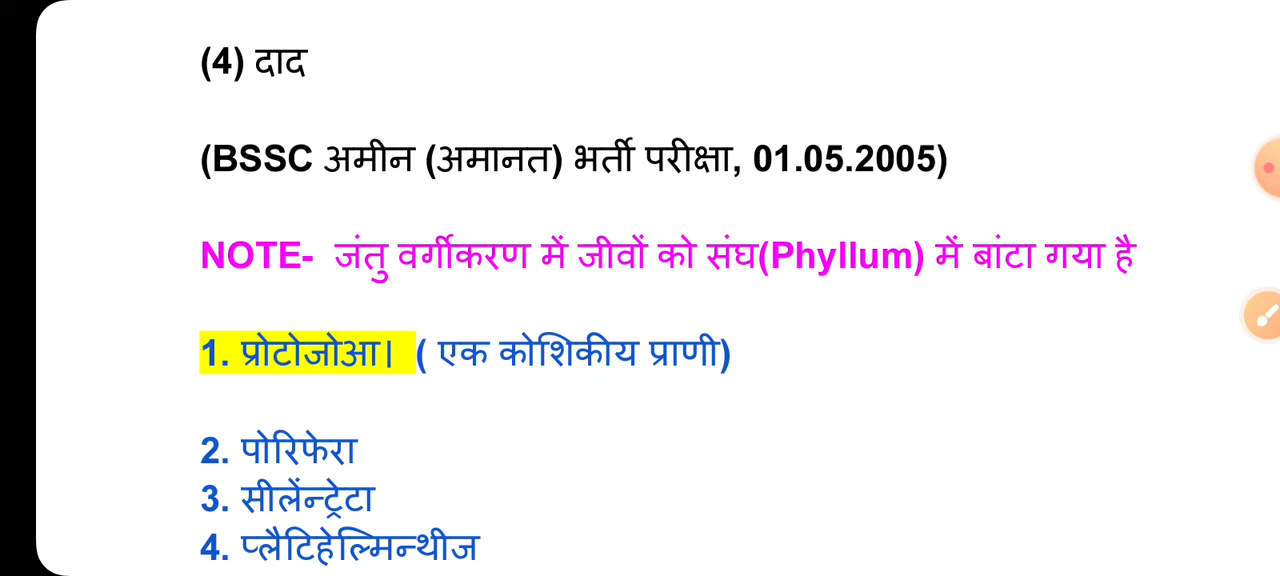 (4) दाद
(BSSC अमीन (अमानत) भर्ती परीक्षा, 01.05.2005)
NOTE- जंतु वर्गीकरण में जीवों को संघ(Phyllum) में बांटा गया है
1. प्रोटोजोआ। ( एक कोशिकीय प्राणी)
2. पोरिफेरा
3. सीलेंन्ट्रेटा
4. प्लैटिहेल्मिन्थीज